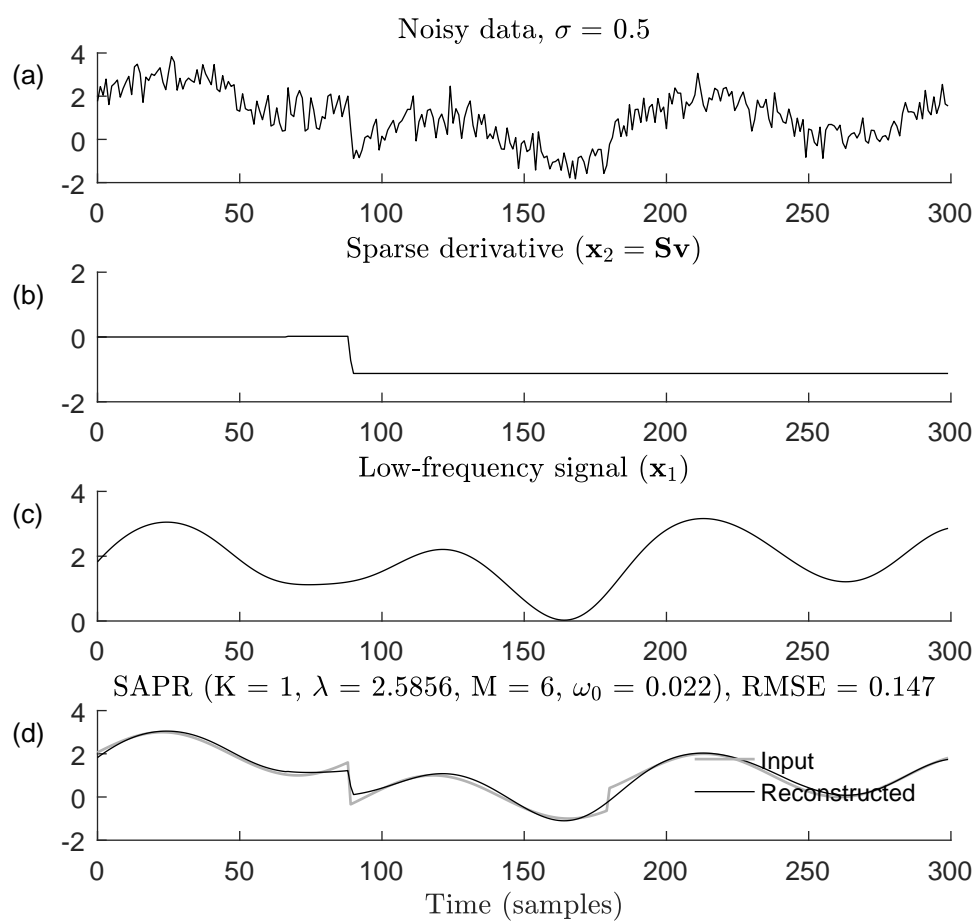 Noisy data, σ = 0.5
(a)
4
2
0
-2
0 50 100 150 200 250 300
Sparse derivative (x₂ = Sv)
(b)
2
0
-2
0 50 100 150 200 250 300
Low-frequency signal (x₁)
(c)
4
2
0
0 50 100 150 200 250 300
SAPR (K = 1, λ = 2.5856, M = 6, ω₀ = 0.022), RMSE = 0.147
(d)
4
2
0
-2
Input
Reconstructed
0 50 100 150 200 250 300
Time (samples)